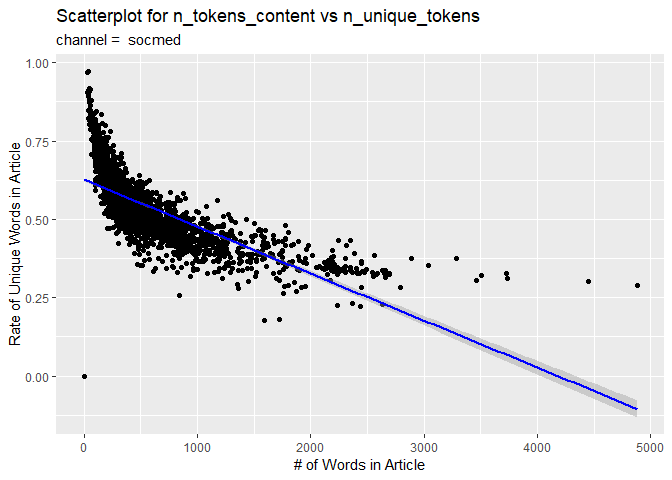 Scatterplot for n_tokens_content vs n_unique_tokens
channel =  socmed
Rate of Unique Words in Article
1.00
0.75
0.50
0.25
0.00
0 1000 2000 3000 4000 5000
# of Words in Article